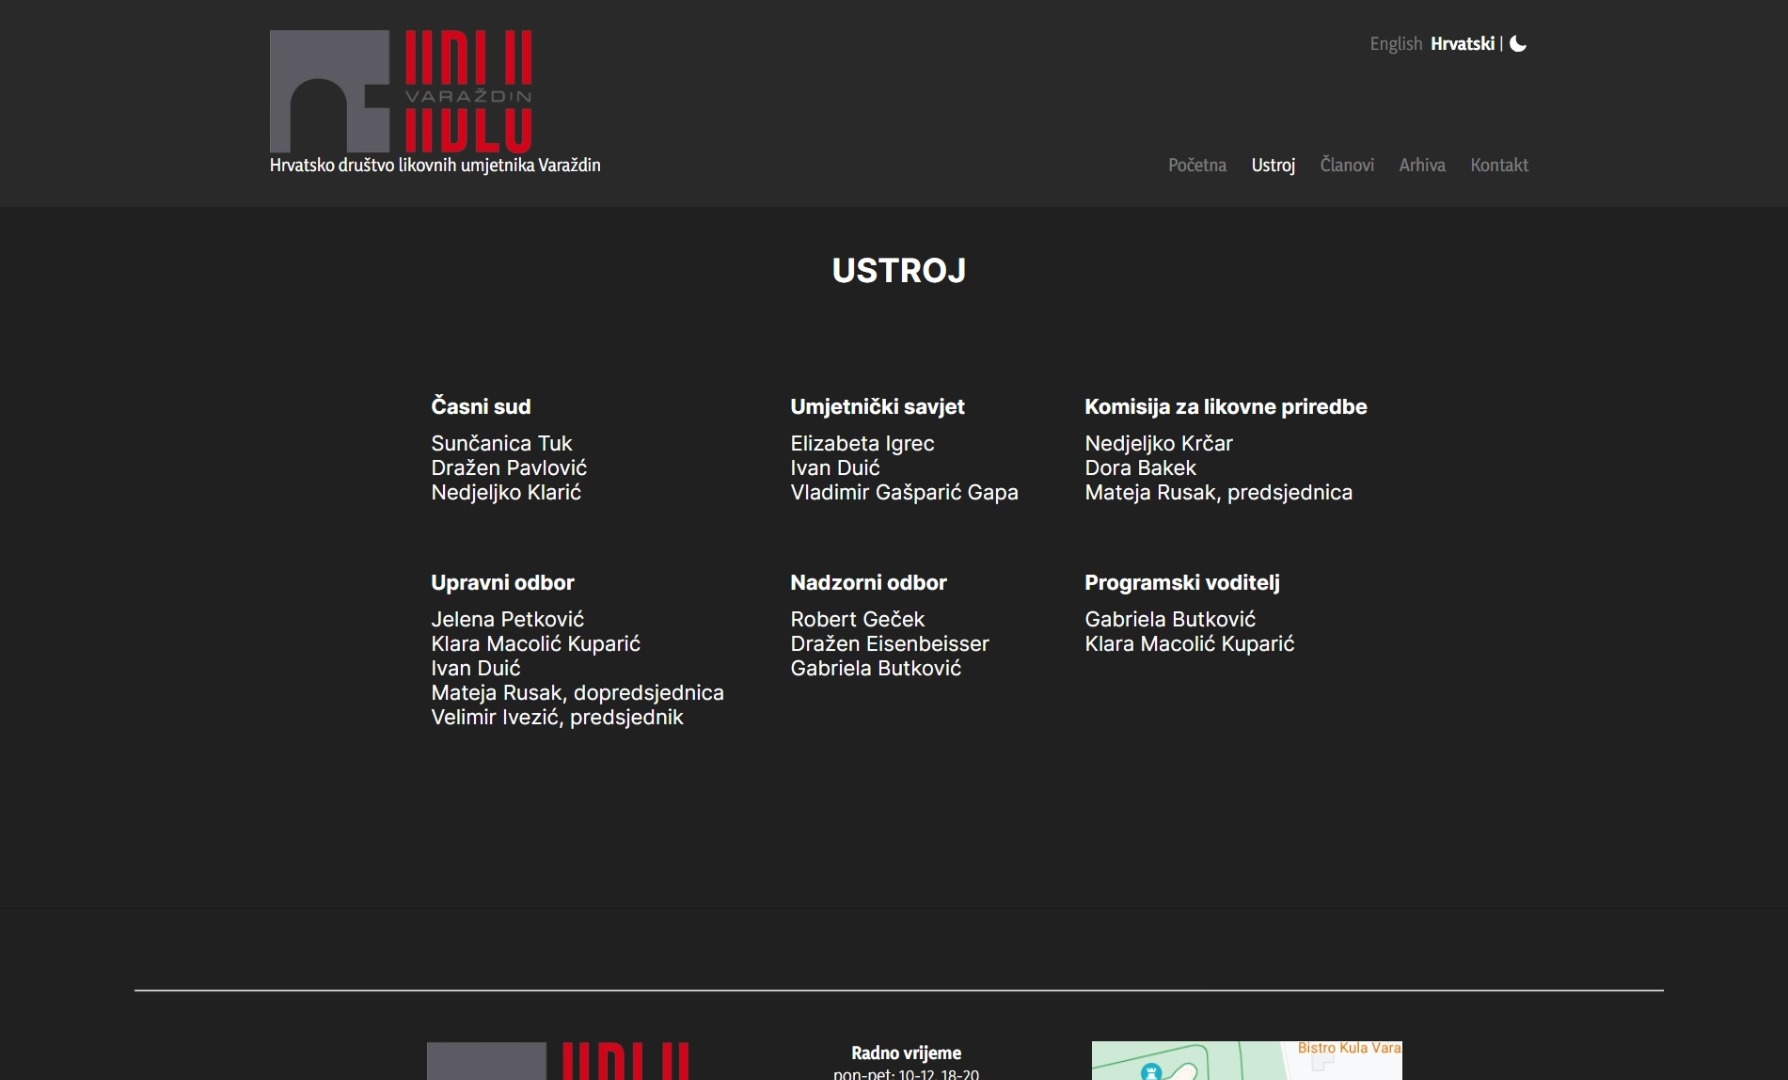 HDLU
VARAŽDIN
HDLU
Hrvatsko društvo likovnih umjetnika Varaždin
English Hrvatski |
Početna Ustroj Članovi Arhiva Kontakt
USTROJ
Časni sud
Sunčanica Tuk
Dražen Pavlović
Nedjeljko Klarić
Umjetnički savjet
Elizabeta Igrec
Ivan Duić
Vladimir Gašparić Gapa
Komisija za likovne priredbe
Nedjeljko Krčar
Dora Bakek
Mateja Rusak, predsjednica
Upravni odbor
Jelena Petković
Klara Macolić Kuparić
Ivan Duić
Mateja Rusak, dopredsjednica
Velimir Ivezić, predsjednik
Nadzorni odbor
Robert Geček
Dražen Eisenbeisser
Gabriela Butković
Programski voditelj
Gabriela Butković
Klara Macolić Kuparić
Radno vrijeme
pon-pet: 10-12, 18-20
Bistro Kula Vara